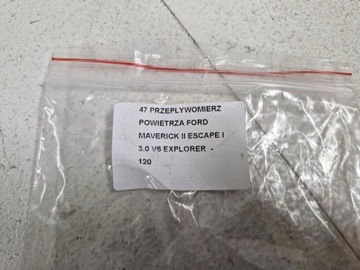 47 PRZEPŁYWOMIERZ
POWIETRZA FORD
MAVERICK II ESCAPE I
3.0 V6 EXPLORER -
120